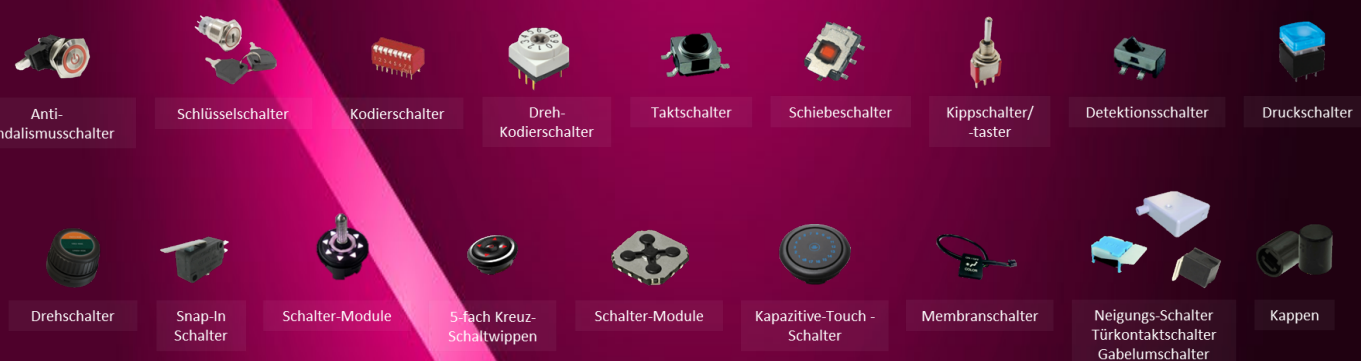 Anti-
ndalismusschalter
Schlüsselschalter
Kodierschalter
Dreh-
Kodierschalter
Taktschalter
Schiebeschalter
Kippschalter/
-taster
Detektionsschalter
Druckschalter
Drehschalter
Snap-In
Schalter
Schalter-Module
5-fach Kreuz-
Schaltwippen
Schalter-Module
Kapazitive-Touch -
Schalter
Membranschalter
Neigungs-Schalter
Türkontaktschalter
Gabelumschalter
Kappen